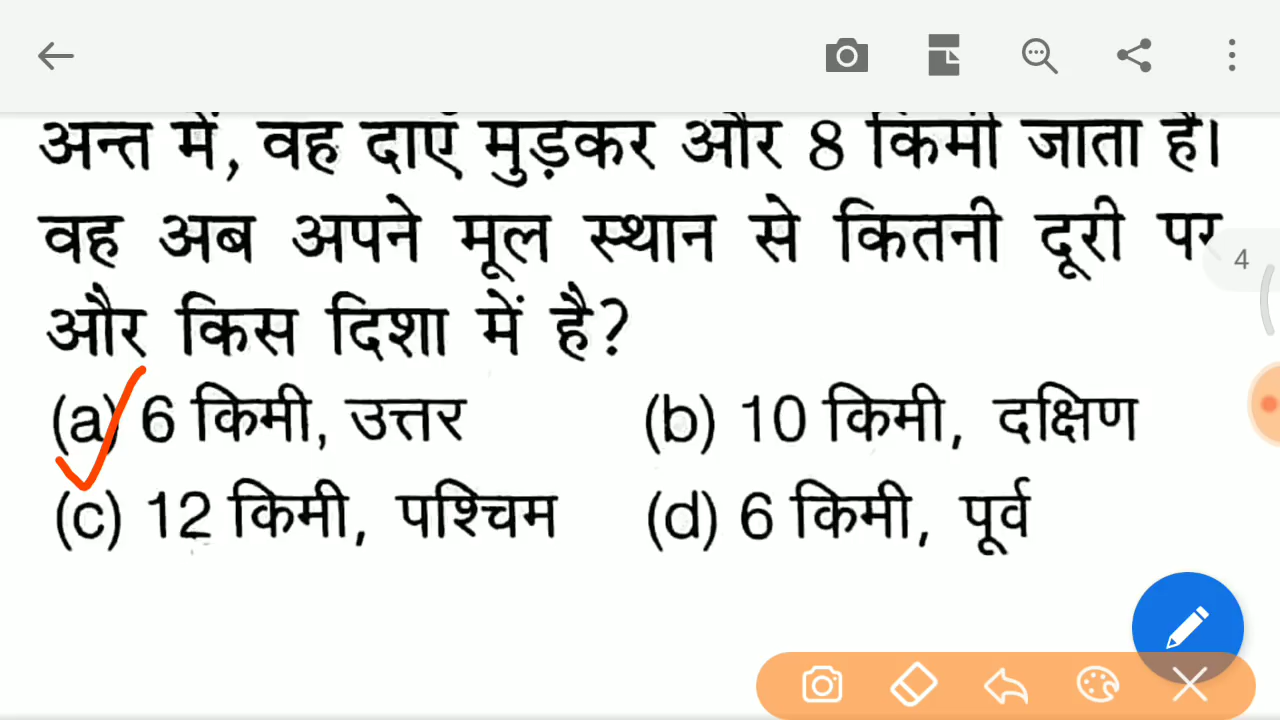 अन्त में, वह दाएँ मुड़कर और 8 किमी जाता है।
वह अब अपने मूल स्थान से कितनी दूरी पर
4
और किस दिशा में है?
(a) 6 किमी, उत्तर (b) 10 किमी, दक्षिण
(c) 12 किमी, पश्चिम (d) 6 किमी, पूर्व